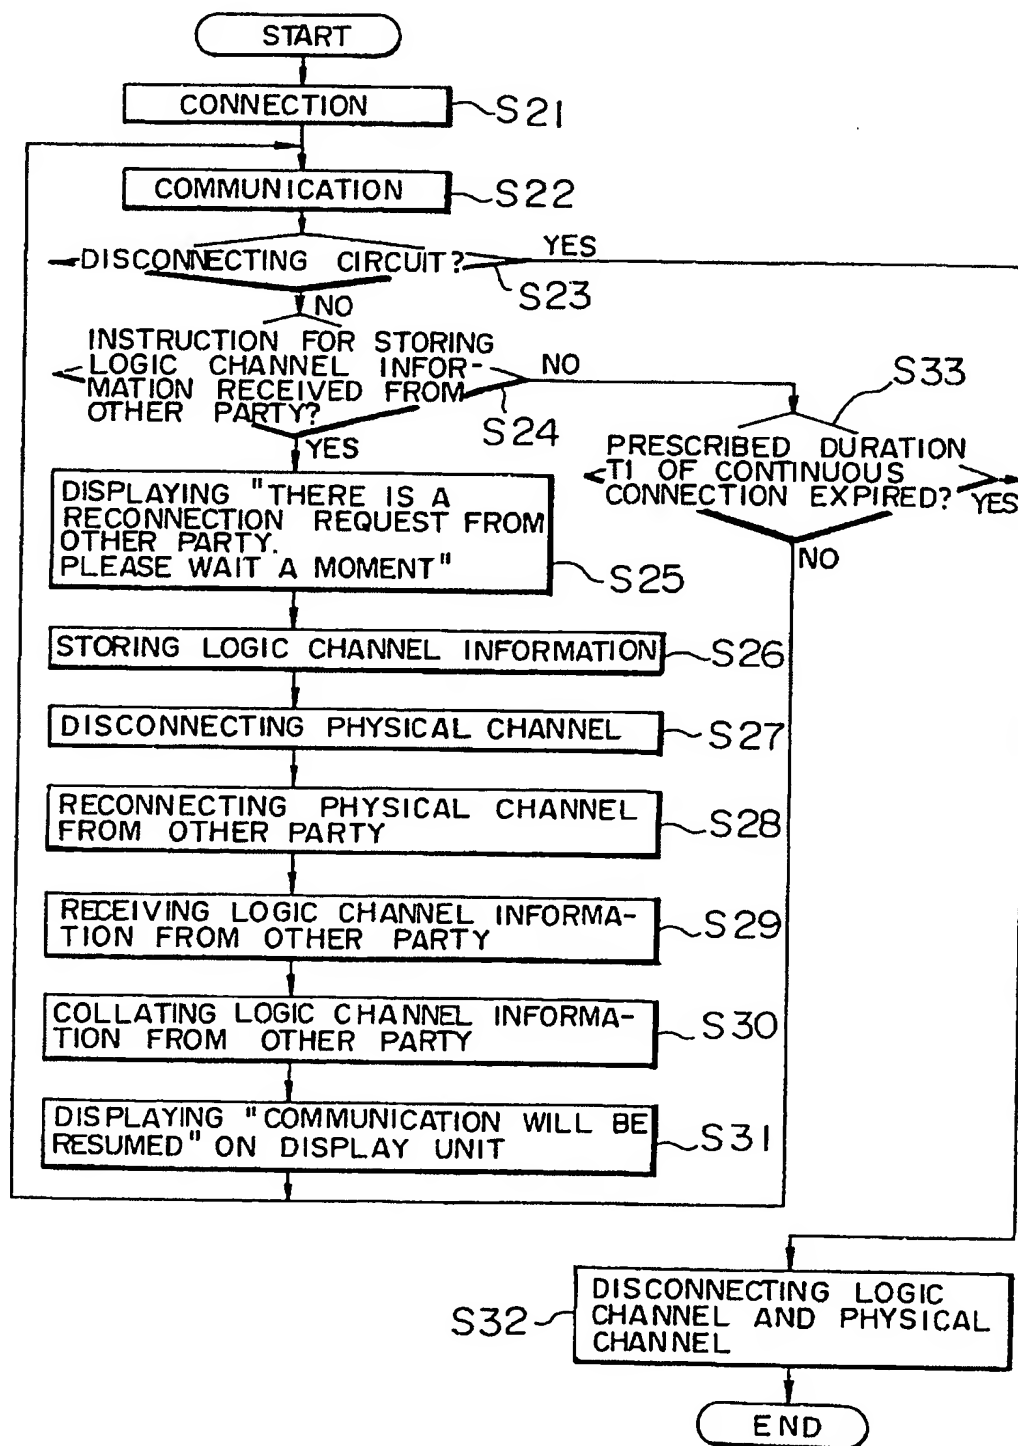 START
CONNECTION
S21
COMMUNICATION
S22
DISCONNECTING CIRCUIT?
YES
S23
NO
INSTRUCTION FOR STORING
LOGIC CHANNEL INFOR-
MATION RECEIVED FROM
OTHER PARTY?
NO
S24
YES
S33
PRESCRIBED DURATION
T1 OF CONTINUOUS
CONNECTION EXPIRED?
YES
NO
DISPLAYING "THERE IS A
RECONNECTION REQUEST FROM
OTHER PARTY.
PLEASE WAIT A MOMENT"
S25
STORING LOGIC CHANNEL INFORMATION
S26
DISCONNECTING PHYSICAL CHANNEL
S27
RECONNECTING PHYSICAL CHANNEL
FROM OTHER PARTY
S28
RECEIVING LOGIC CHANNEL INFORMA-
TION FROM OTHER PARTY
S29
COLLATING LOGIC CHANNEL INFORMA-
TION FROM OTHER PARTY
S30
DISPLAYING "COMMUNICATION WILL BE
RESUMED" ON DISPLAY UNIT
S31
DISCONNECTING LOGIC
CHANNEL AND PHYSICAL
CHANNEL
S32
END